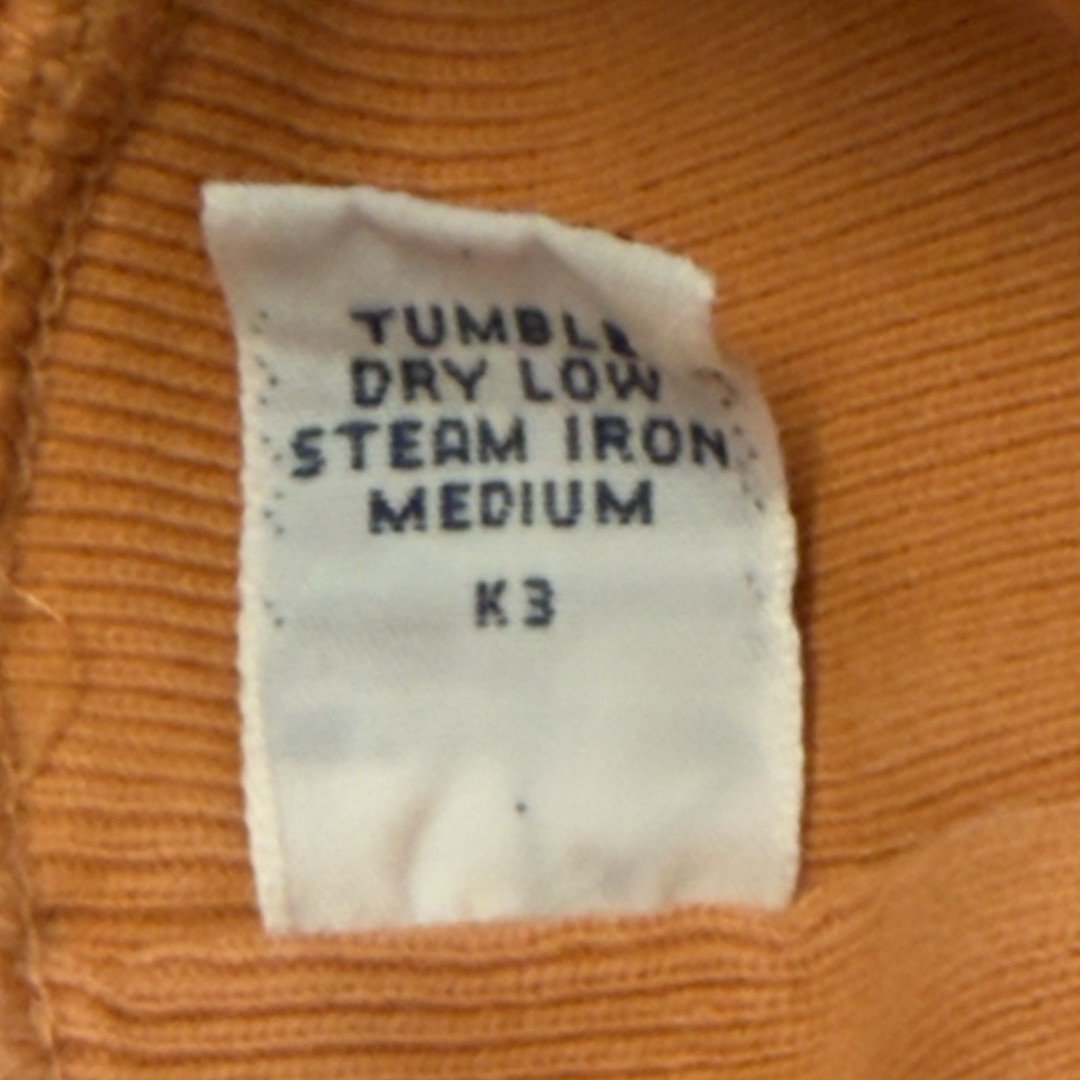 TUMBLE
DRY LOW
STEAM IRON
MEDIUM
K3